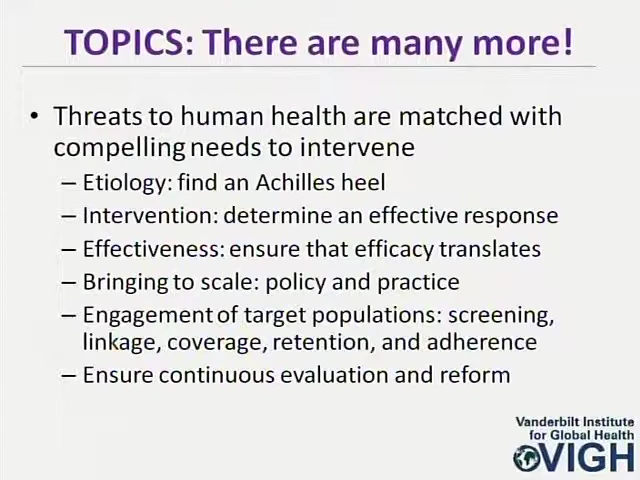 TOPICS: There are many more!
• Threats to human health are matched with
compelling needs to intervene
– Etiology: find an Achilles heel
– Intervention: determine an effective response
– Effectiveness: ensure that efficacy translates
– Bringing to scale: policy and practice
– Engagement of target populations: screening,
linkage, coverage, retention, and adherence
– Ensure continuous evaluation and reform
Vanderbilt Institute
for Global Health
VIGH